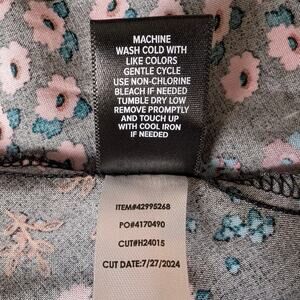 MACHINE
WASH COLD WITH
LIKE COLORS
GENTLE CYCLE
USE NON-CHLORINE
BLEACH IF NEEDED
TUMBLE DRY LOW
REMOVE PROMPTLY
AND TOUCH UP
WITH COOL IRON
IF NEEDED
ITEM#42995268
PO#4170490
CUT#H24015
CUT DATE:7/27/2024